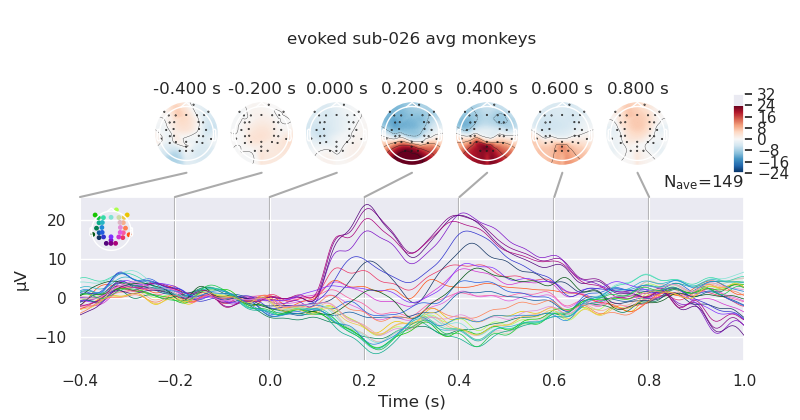 evoked sub-026 avg monkeys
-0.400 s -0.200 s 0.000 s 0.200 s 0.400 s 0.600 s 0.800 s
32
24
16
8
0
−8
−16
−24
Nave=149
20
10
0
−10
µV
−0.4 −0.2 0.0 0.2 0.4 0.6 0.8 1.0
Time (s)